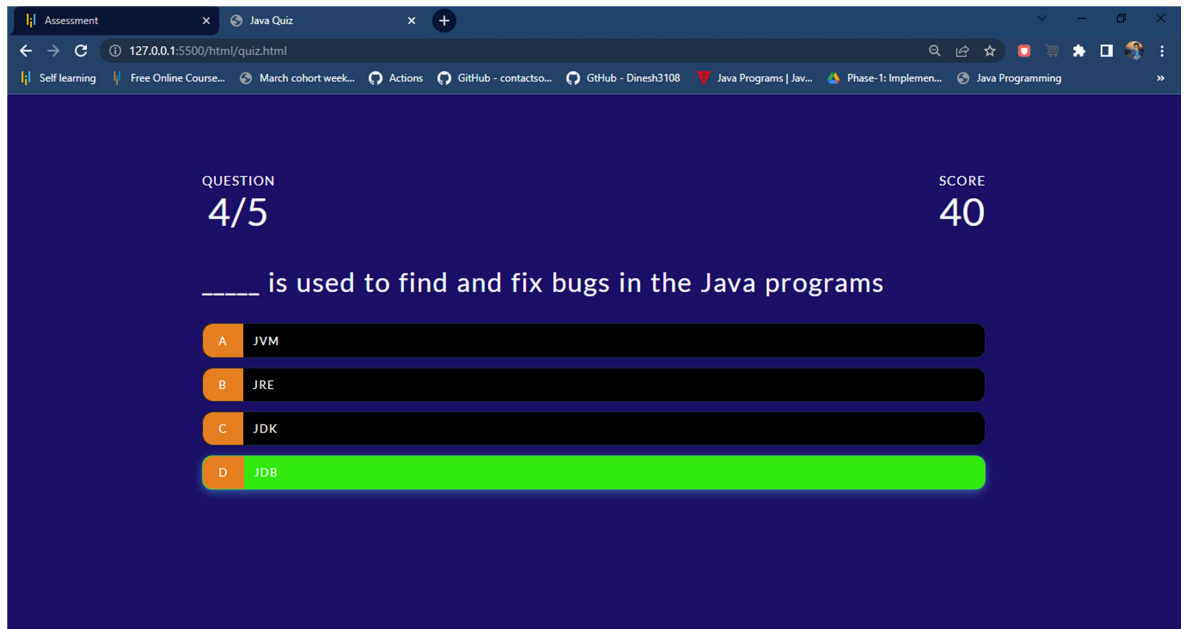 Assessment
Java Quiz
127.0.0.1:5500/html/quiz.html
Self learning
Free Online Course...
March cohort week...
Actions
GitHub - contactso...
GtHub - Dinesh3108
Java Programs | Jav...
Phase-1: Implemen...
Java Programming
QUESTION
4/5
SCORE
40
_____ is used to find and fix bugs in the Java programs
A JVM
B JRE
C JDK
D JDB